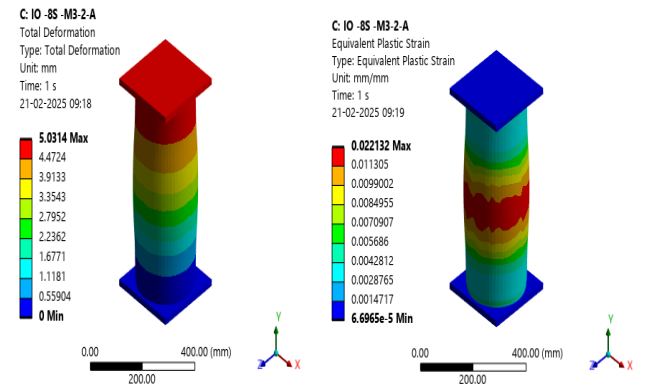 C: IO -8S -M3-2-A
Total Deformation
Type: Total Deformation
Unit: mm
Time: 1 s
21-02-2025 09:18
5.0314 Max
4.4724
3.9133
3.3543
2.7952
2.2362
1.6771
1.1181
0.55904
0 Min
0.00
400.00 (mm)
200.00
Y
Z
X
C: IO -8S -M3-2-A
Equivalent Plastic Strain
Type: Equivalent Plastic Strain
Unit: mm/mm
Time: 1 s
21-02-2025 09:19
0.022132 Max
0.011305
0.0099002
0.0084955
0.0070907
0.005686
0.0042812
0.0028765
0.0014717
6.6965e-5 Min
0.00
400.00 (mm)
200.00
Y
Z
X